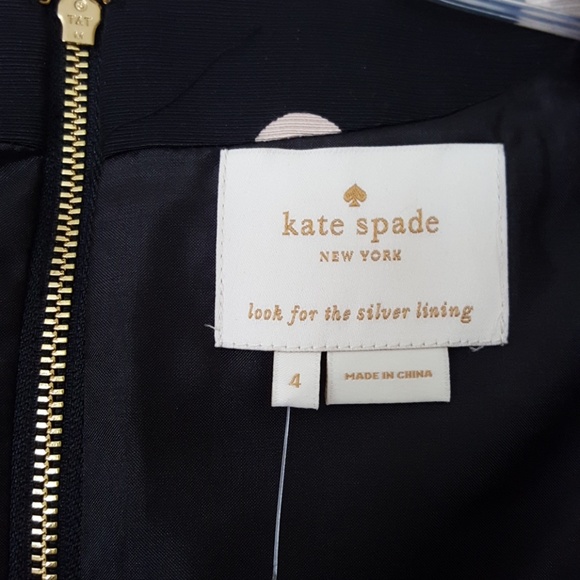 T&T
kate spade
NEW YORK
look for the silver lining
4
MADE IN CHINA